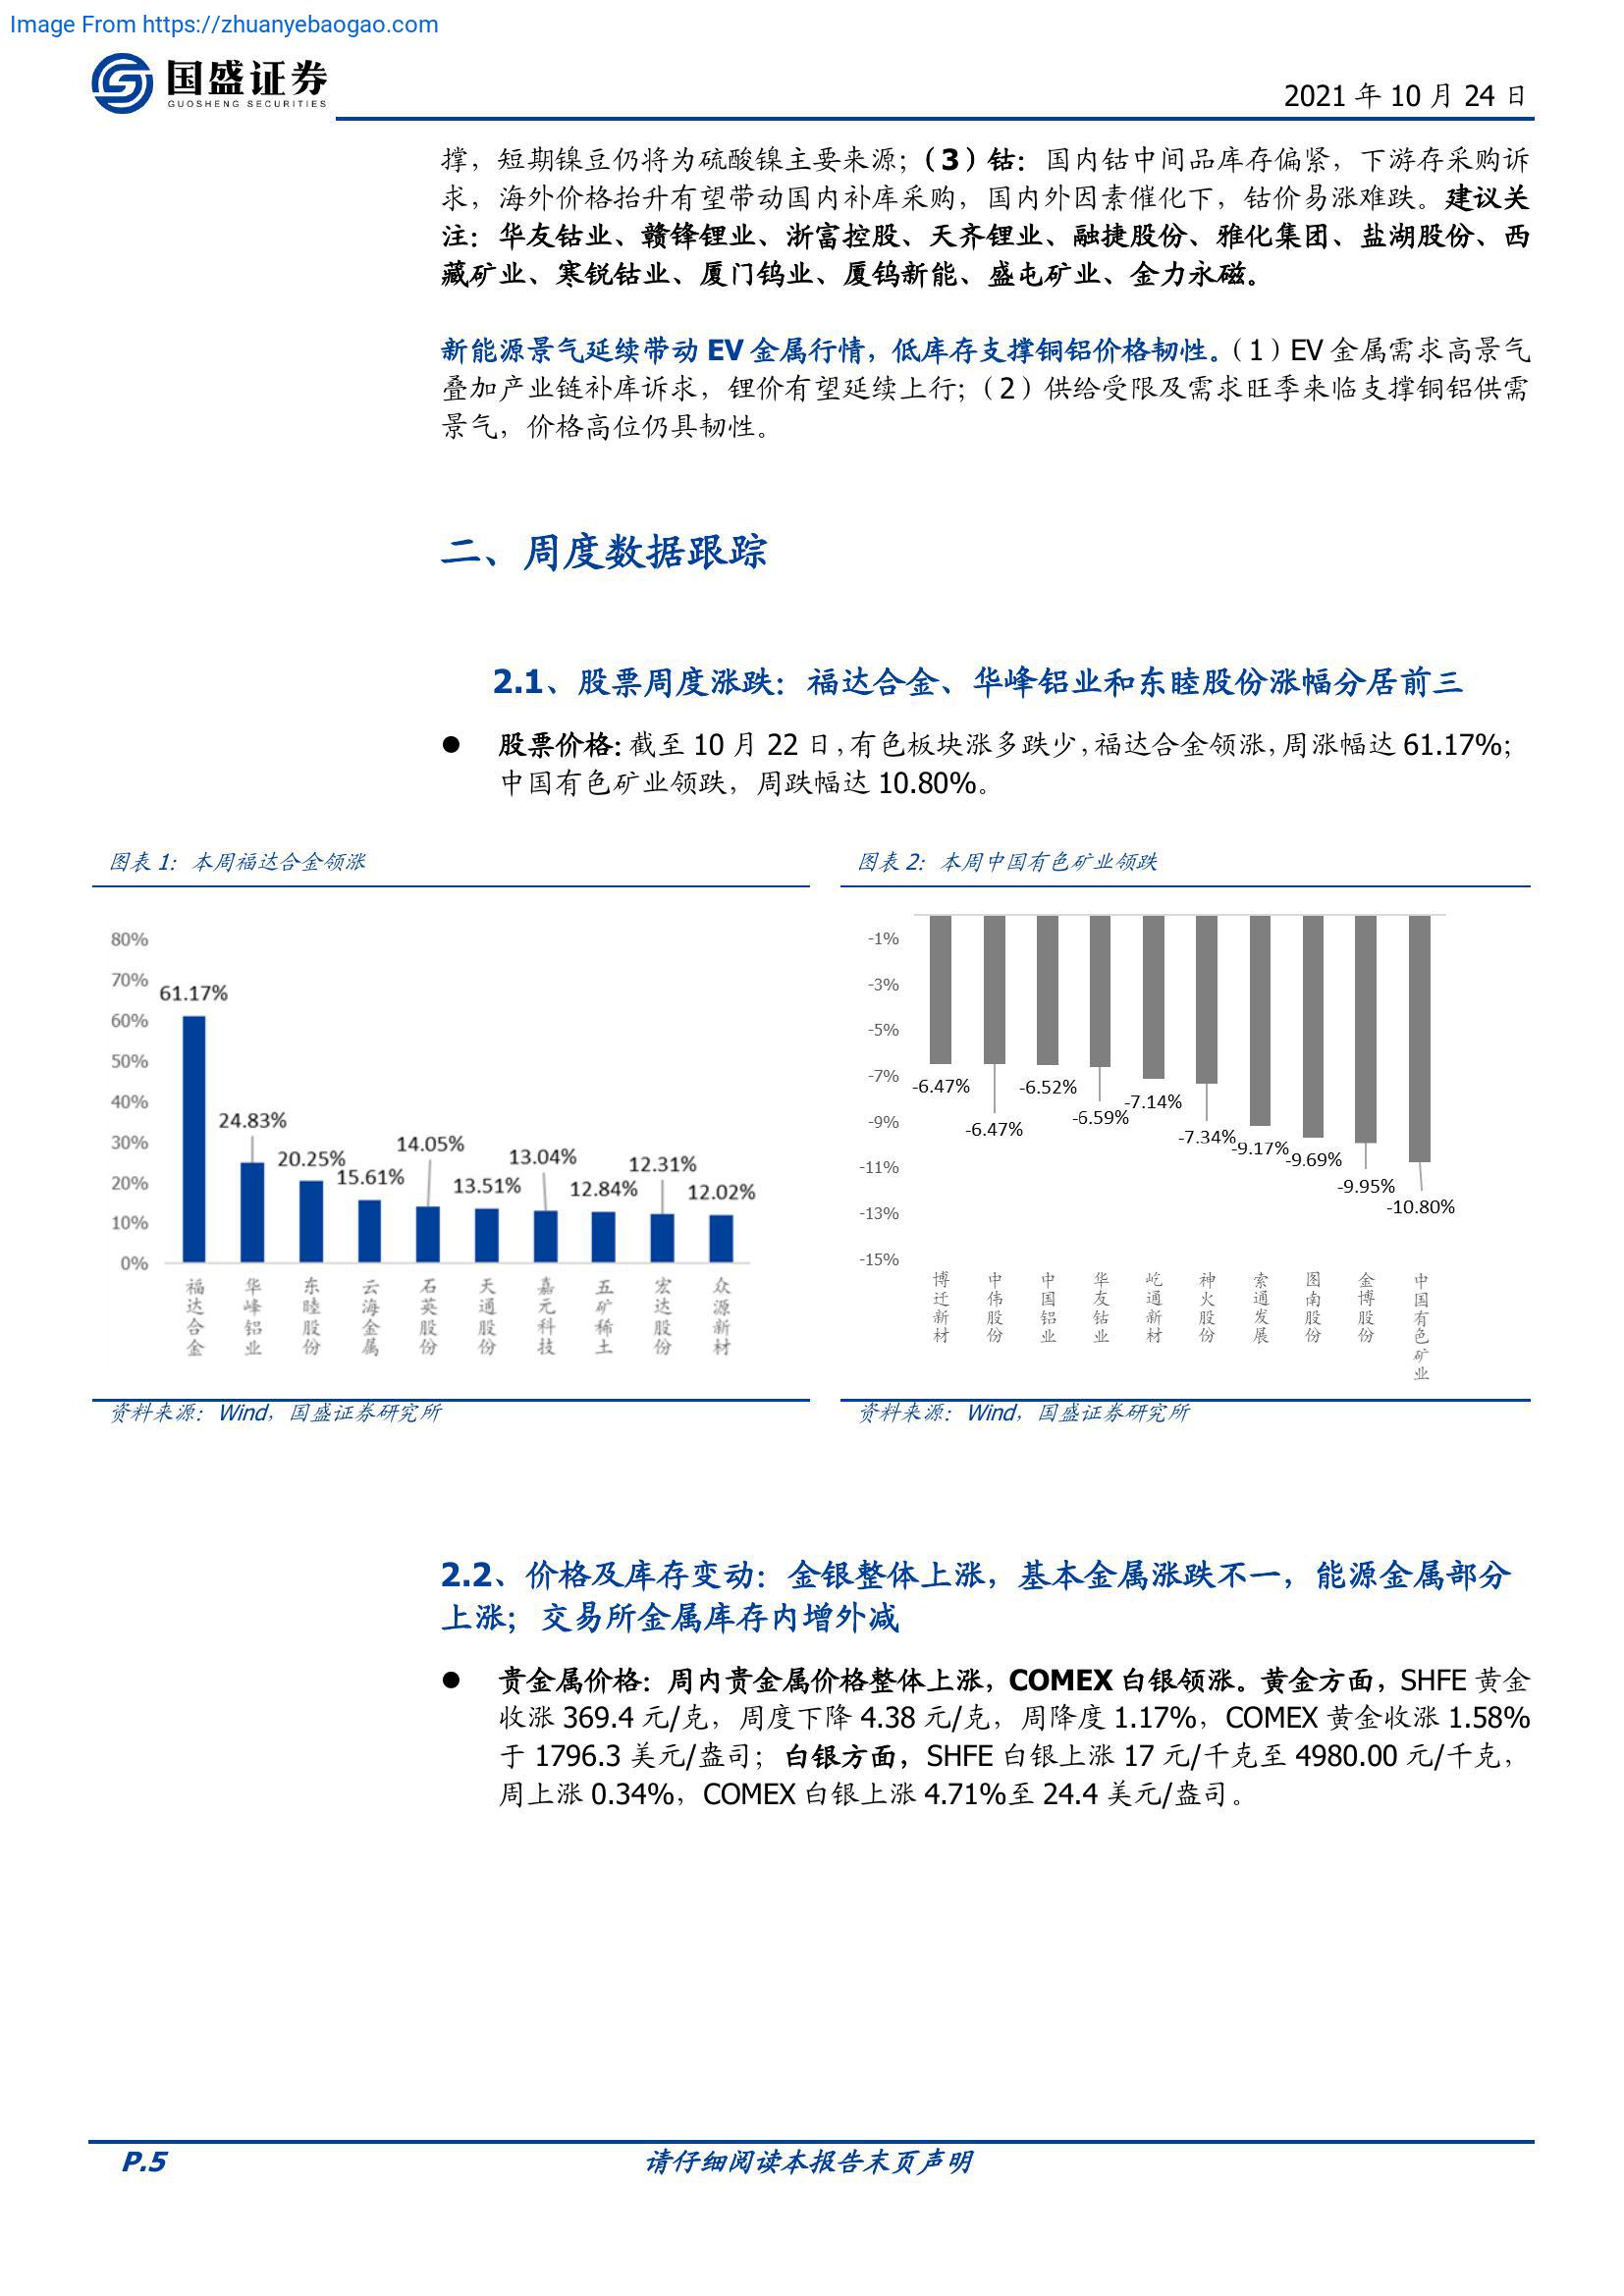 Image From https://zhuanyebaogao.com
国盛证券
GUOSHENG SECURITIES
2021 年 10 月 24 日
撑，短期镍豆仍将为硫酸镍主要来源；（3）钴：国内钴中间品库存偏紧，下游存采购诉
求，海外价格抬升有望带动国内补库采购，国内外因素催化下，钴价易涨难跌。建议关
注：华友钴业、赣锋锂业、浙富控股、天齐锂业、融捷股份、雅化集团、盐湖股份、西
藏矿业、寒锐钴业、厦门钨业、厦钨新能、盛屯矿业、金力永磁。
新能源景气延续带动 EV 金属行情，低库存支撑铜铝价格韧性。（1）EV 金属需求高景气
叠加产业链补库诉求，锂价有望延续上行；（2）供给受限及需求旺季来临支撑铜铝供需
景气，价格高位仍具韧性。
二、周度数据跟踪
2.1、股票周度涨跌：福达合金、华峰铝业和东睦股份涨幅分居前三
● 股票价格：截至 10 月 22 日，有色板块涨多跌少，福达合金领涨，周涨幅达 61.17%；
中国有色矿业领跌，周跌幅达 10.80%。
图表 1：本周福达合金领涨
80%
70%
60%
50%
40%
30%
20%
10%
0%
61.17%
24.83%
20.25%
15.61%
14.05%
13.51%
13.04%
12.84%
12.31%
12.02%
福达合金
华峰铝业
东睦股份
云海金属
石英股份
天通股份
嘉元科技
五矿稀土
宏达股份
众源新材
资料来源：Wind，国盛证券研究所
图表 2：本周中国有色矿业领跌
-1%
-3%
-5%
-7%
-9%
-11%
-13%
-15%
-6.47%
-6.47%
-6.52%
-6.59%
-7.14%
-7.34%
-9.17%
-9.69%
-9.95%
-10.80%
博迁新材
中伟股份
中国铝业
华友钴业
屹通新材
神火股份
索通发展
图南股份
金博股份
中国有色矿业
资料来源：Wind，国盛证券研究所
2.2、价格及库存变动：金银整体上涨，基本金属涨跌不一，能源金属部分
上涨；交易所金属库存内增外减
● 贵金属价格：周内贵金属价格整体上涨，COMEX 白银领涨。黄金方面，SHFE 黄金
收涨 369.4 元/克，周度下降 4.38 元/克，周降度 1.17%，COMEX 黄金收涨 1.58%
于 1796.3 美元/盎司；白银方面，SHFE 白银上涨 17 元/千克至 4980.00 元/千克，
周上涨 0.34%，COMEX 白银上涨 4.71%至 24.4 美元/盎司。
P.5
请仔细阅读本报告末页声明